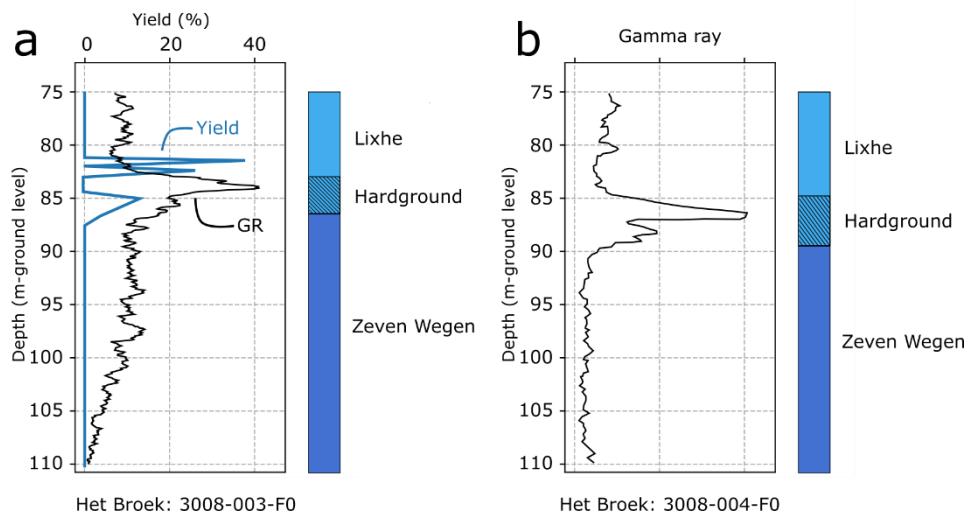 a
Yield (%)
0 20 40
75
80
85
90
95
100
105
110
Depth (m-ground level)
Yield
GR
Lixhe
Hardground
Zeven Wegen
Het Broek: 3008-003-F0
b
Gamma ray
75
80
85
90
95
100
105
110
Depth (m-ground level)
Lixhe
Hardground
Zeven Wegen
Het Broek: 3008-004-F0